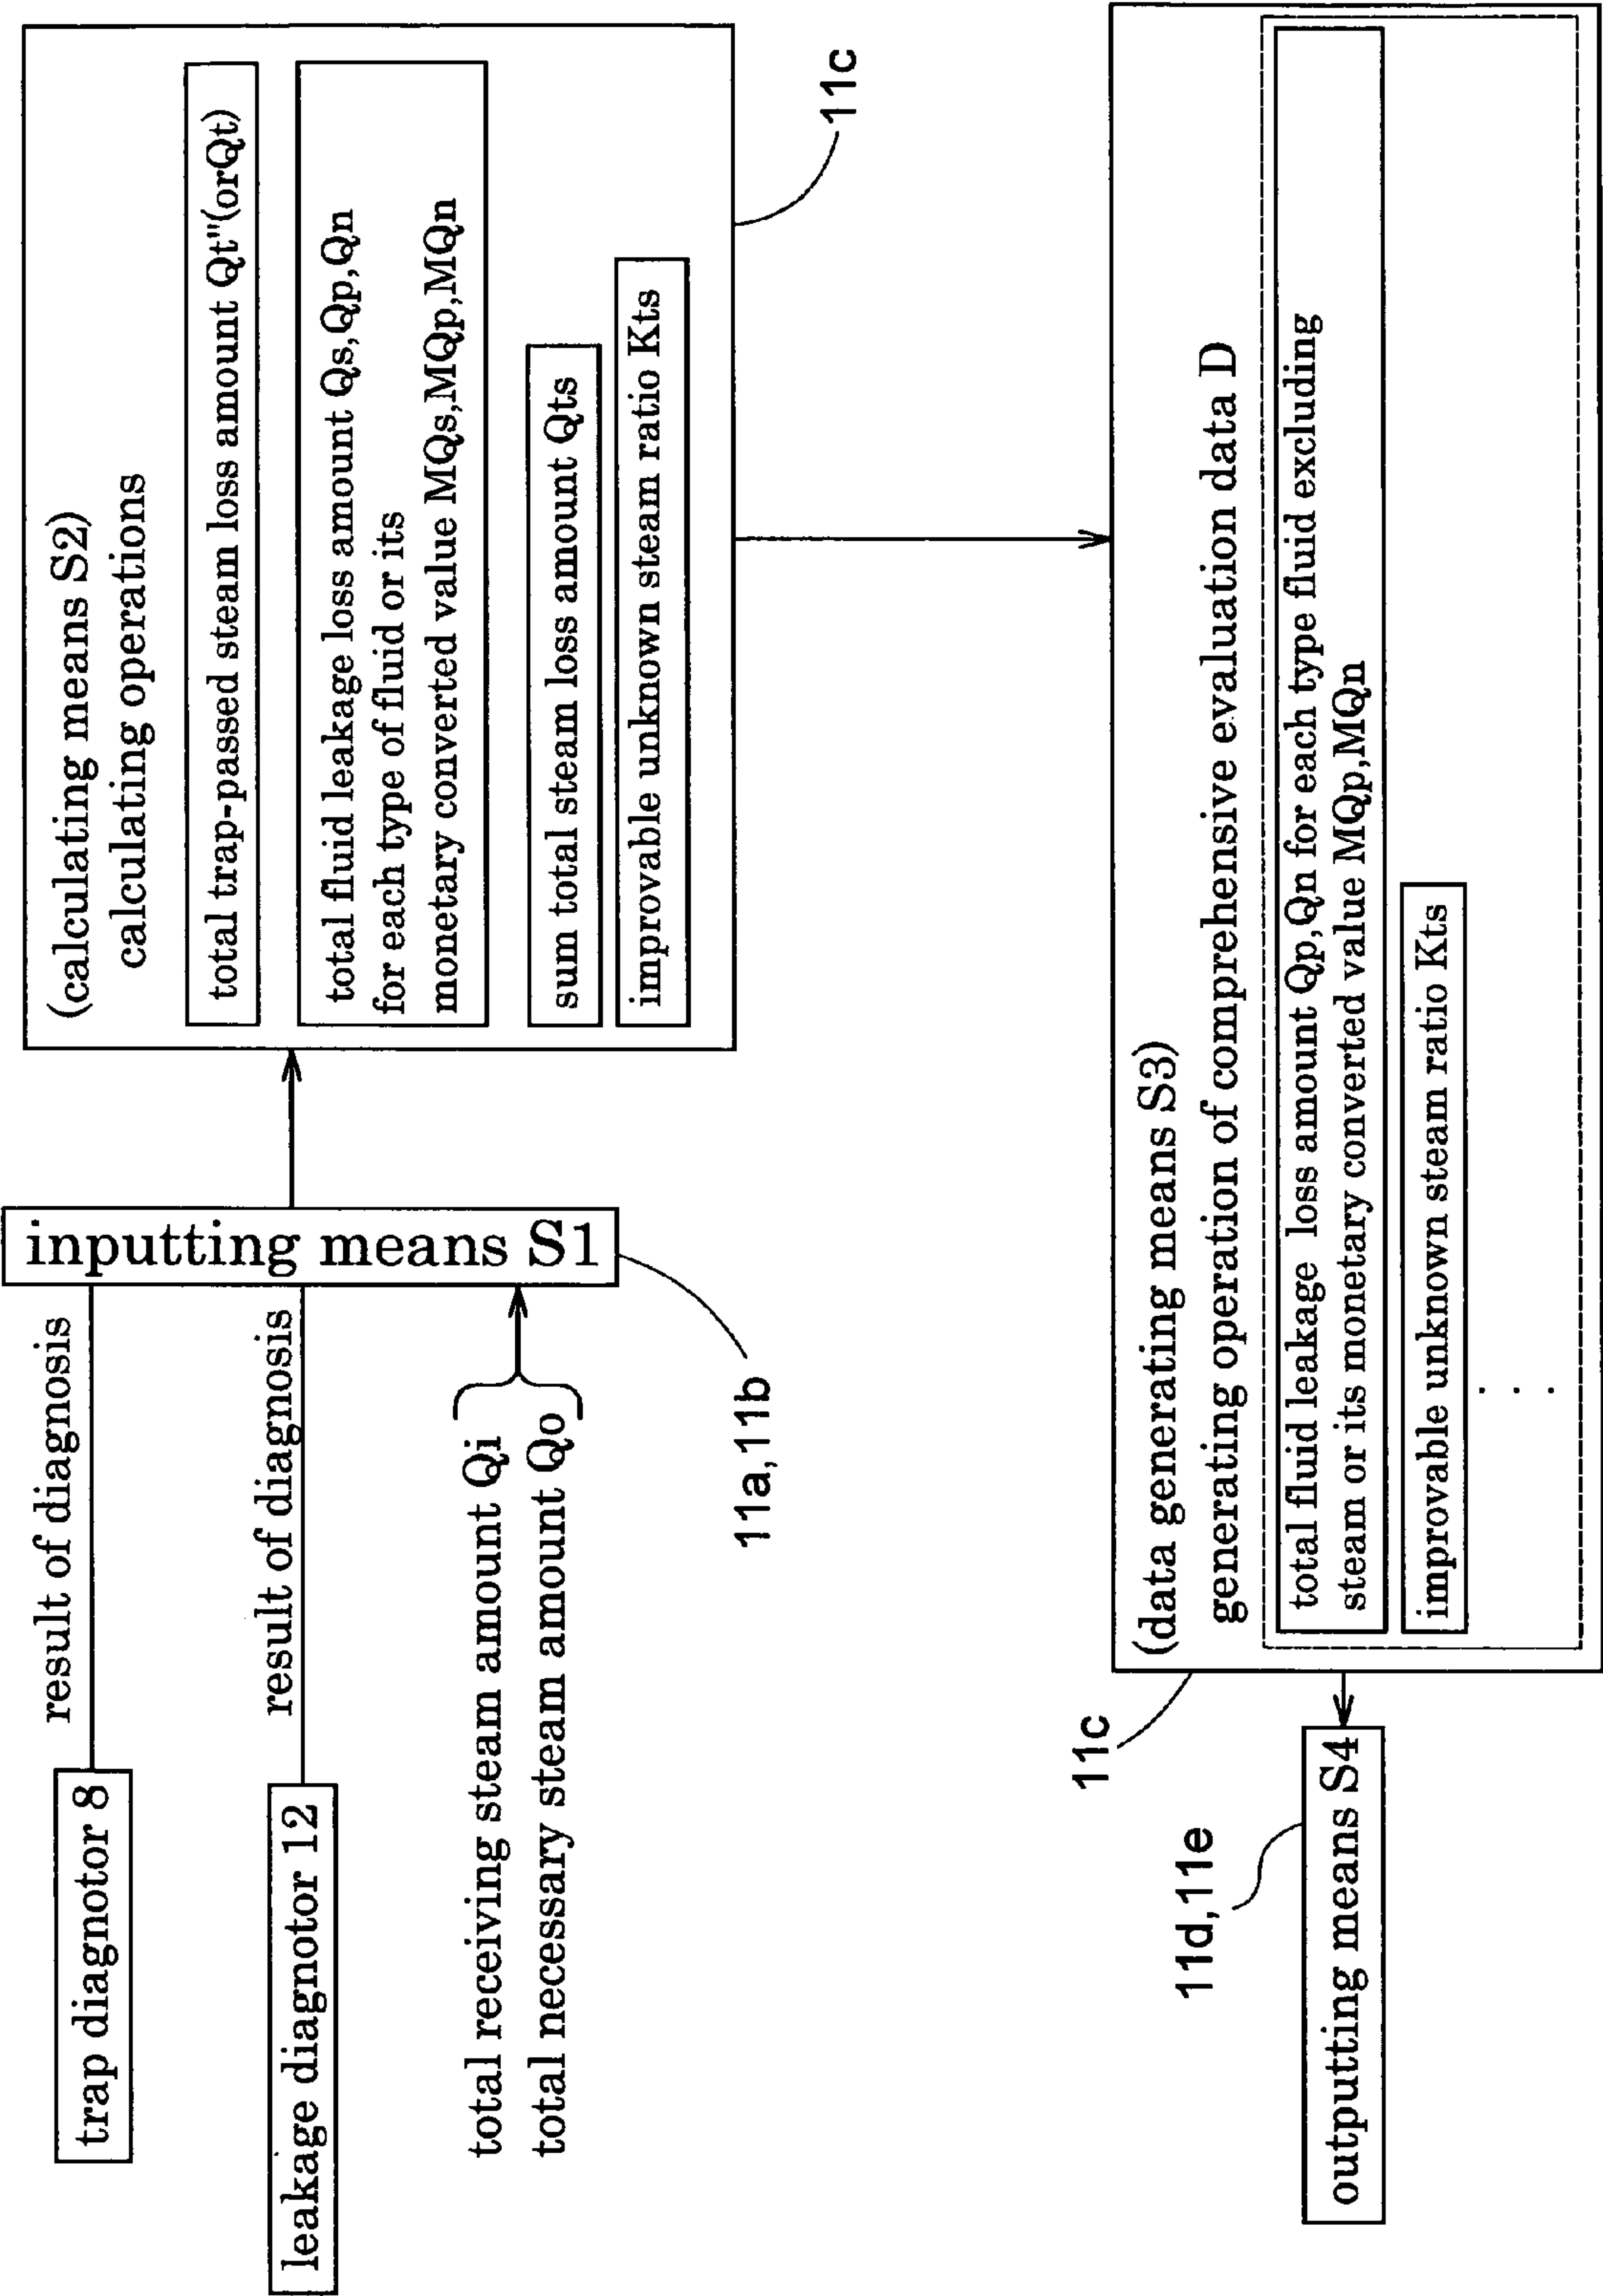 trap diagnotor 8
result of diagnosis
leakage diagnotor 12
result of diagnosis
total receiving steam amount Qi
total necessary steam amount Qo
inputting means S1
11a,11b
(calculating means S2)
calculating operations
total trap-passed steam loss amount Qt"(orQt)
total fluid leakage loss amount Qs,Qp,Qn
for each type of fluid or its
monetary converted value MQs,MQp,MQn
sum total steam loss amount Qts
improvable unknown steam ratio Kts
11c
(data generating means S3)
generating operation of comprehensive evaluation data D
total fluid leakage loss amount Qp,Qn for each type fluid excluding
steam or its monetary converted value MQp,MQn
improvable unknown steam ratio Kts
. . .
11c
outputting means S4
11d,11e